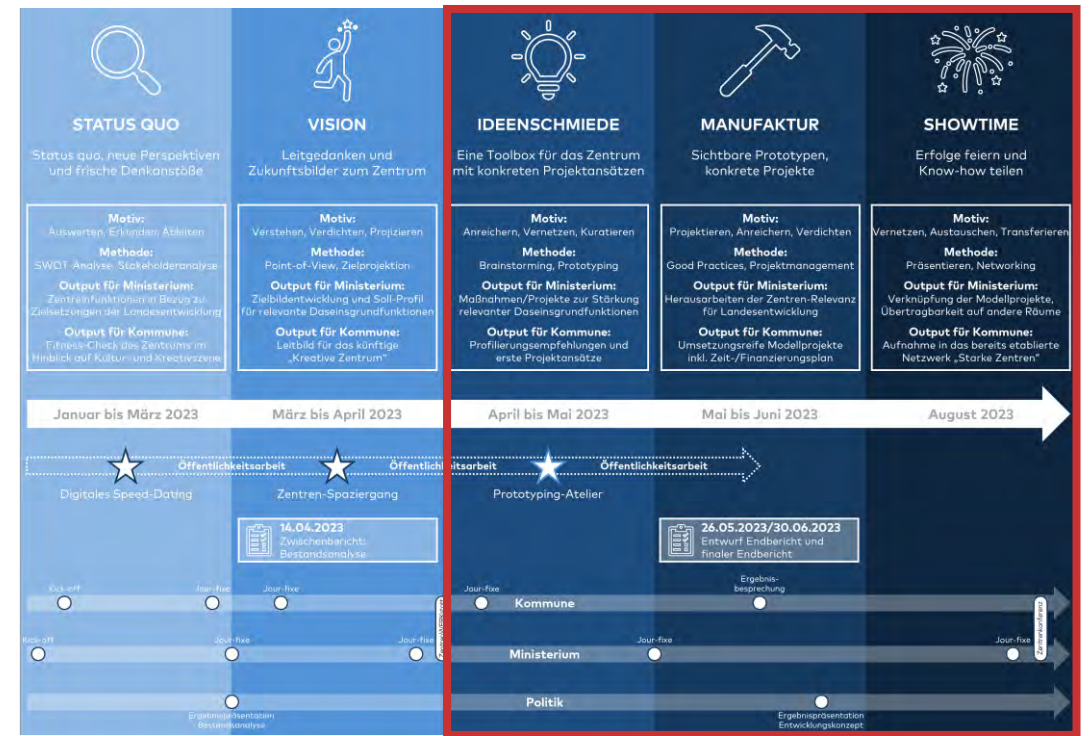 STATUS QUO
Status quo, neue Perspektiven
und frische Denkanstöße
Motiv:
Auswerten, Erkunden, Ableiten
Methode:
SWOT-Analyse, Stakeholderanalyse
Output für Ministerium:
Zentrenfunktionen in Bezug zu
Zielsetzungen der Landesentwicklung
Output für Kommune:
Fitness-Check des Zentrums im
Hinblick auf Kultur- und Kreativszene
VISION
Leitgedanken und
Zukunftsbilder zum Zentrum
Motiv:
Verstehen, Verdichten, Projizieren
Methode:
Point-of-View, Zielprojektion
Output für Ministerium:
Zielbildentwicklung und Soll-Profil
für relevante Daseinsgrundfunktionen
Output für Kommune:
Leitbild für das künftige
„Kreative Zentrum"
IDEENSCHMIEDE
Eine Toolbox für das Zentrum
mit konkreten Projektansätzen
Motiv:
Anreichern, Vernetzen, Kuratieren
Methode:
Brainstorming, Prototyping
Output für Ministerium:
Maßnahmen/Projekte zur Stärkung
relevanter Daseinsgrundfunktionen
Output für Kommune:
Profilierungsempfehlungen und
erste Projektansätze
MANUFAKTUR
Sichtbare Prototypen,
konkrete Projekte
Motiv:
Projektieren, Anreichern, Verdichten
Methode:
Good Practices, Projektmanagement
Output für Ministerium:
Herausarbeiten der Zentren-Relevanz
für Landesentwicklung
Output für Kommune:
Umsetzungsreife Modellprojekte
inkl. Zeit-/Finanzierungsplan
SHOWTIME
Erfolge feiern und
Know-how teilen
Motiv:
Vernetzen, Austauschen, Transferieren
Methode:
Präsentieren, Networking
Output für Ministerium:
Verknüpfung der Modellprojekte,
Übertragbarkeit auf andere Räume
Output für Kommune:
Aufnahme in das bereits etablierte
Netzwerk „Starke Zentren"
Januar bis März 2023
März bis April 2023
April bis Mai 2023
Mai bis Juni 2023
August 2023
Öffentlichkeitsarbeit
Öffentlichkeitsarbeit
Öffentlichkeitsarbeit
Digitales Speed-Dating
Zentren-Spaziergang
Prototyping-Atelier
14.04.2023
Zwischenbericht:
Bestandsanalyse
26.05.2023/30.06.2023
Entwurf Endbericht und
finaler Endbericht
Kick-off
Jour-fixe
Jour-fixe
Jour-fixe
Ergebnis-
besprechung
Kommune
Kick-off
Jour-fixe
Jour-fixe
Jour-fixe
Jour-fixe
Ministerium
Zentrenkonferenz
Politik
Ergebnispräsentation
Bestandsanalyse
Ergebnispräsentation
Entwicklungskonzept